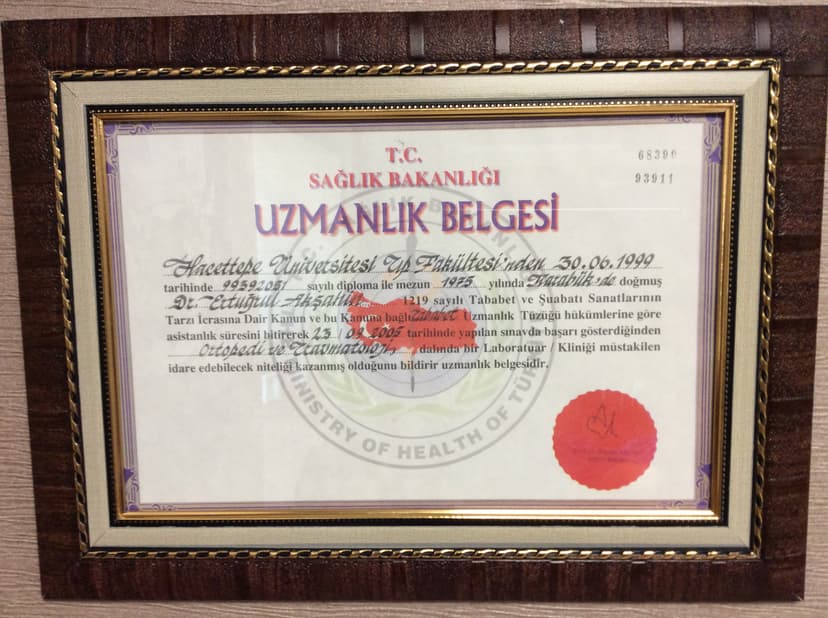 T.C.
68390
SAĞLIK BAKANLIĞI
93911
UZMANLIK BELGESİ
Hacettepe Üniversitesi Tıp Fakültesi'nden 30.06.1999
tarihinde 99392051 sayılı diploma ile mezun 1975 yılında Karabük'de doğmuş
Dr. Ertuğrul Akşahin 1219 sayılı Tababet ve Şuabatı Sanatlarının
Tarzı İcrasına Dair Kanun ve bu Kanuna bağlı Tababet Uzmanlık Tüzüğü hükümlerine göre
asistanlık süresini bitirerek 23 09 2005 tarihinde yapılan sınavda başarı gösterdiğinden
Ortopedi ve Travmatoloji, dalında bir Laboratuar / Kliniği müstakilen
idare edebilecek niteliği kazanmış olduğunu bildirir uzmanlık belgesidir.
MINISTRY OF HEALTH OF